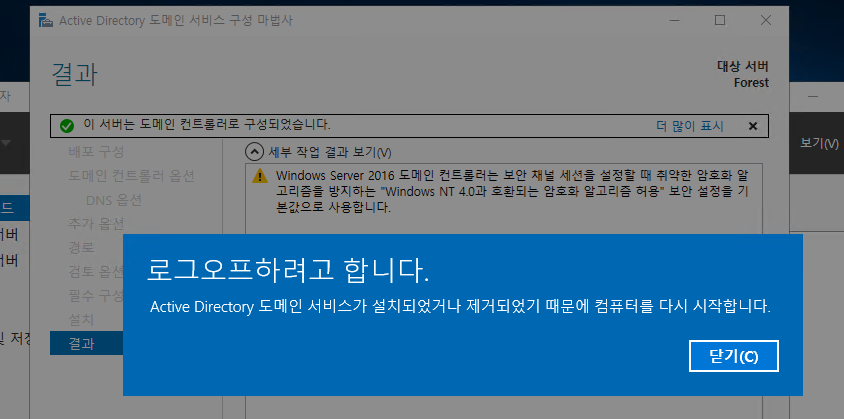 Active Directory 도메인 서비스 구성 마법사
결과
대상 서버
Forest
자
이 서버는 도메인 컨트롤러로 구성되었습니다.
더 많이 표시
보기(V)
배포 구성
도메인 컨트롤러 옵션
DNS 옵션
추가 옵션
경로
검토 옵션
필수 구성
설치
결과
세부 작업 결과 보기(V)
Windows Server 2016 도메인 컨트롤러는 보안 채널 세션을 설정할 때 취약한 암호화 알
고리즘을 방지하는 "Windows NT 4.0과 호환되는 암호화 알고리즘 허용" 보안 설정을 기
본값으로 사용합니다.
드
서버
서버
및 저장
로그오프하려고 합니다.
Active Directory 도메인 서비스가 설치되었거나 제거되었기 때문에 컴퓨터를 다시 시작합니다.
닫기(C)